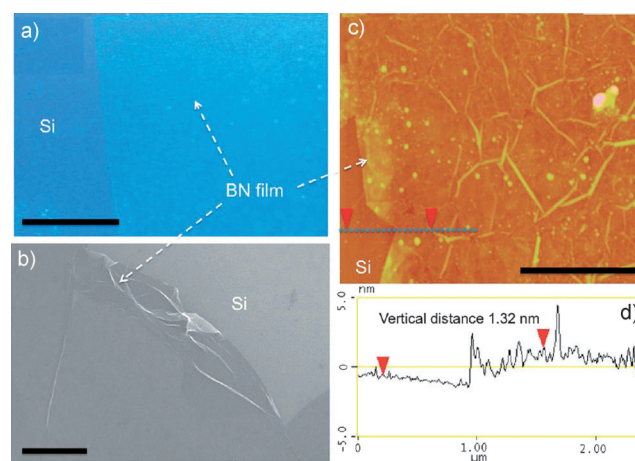 a)
Si
BN film
b)
Si
c)
Si
nm
d)
Vertical distance 1.32 nm
5.0
0
-5.0
0
1.00
2.00
µm